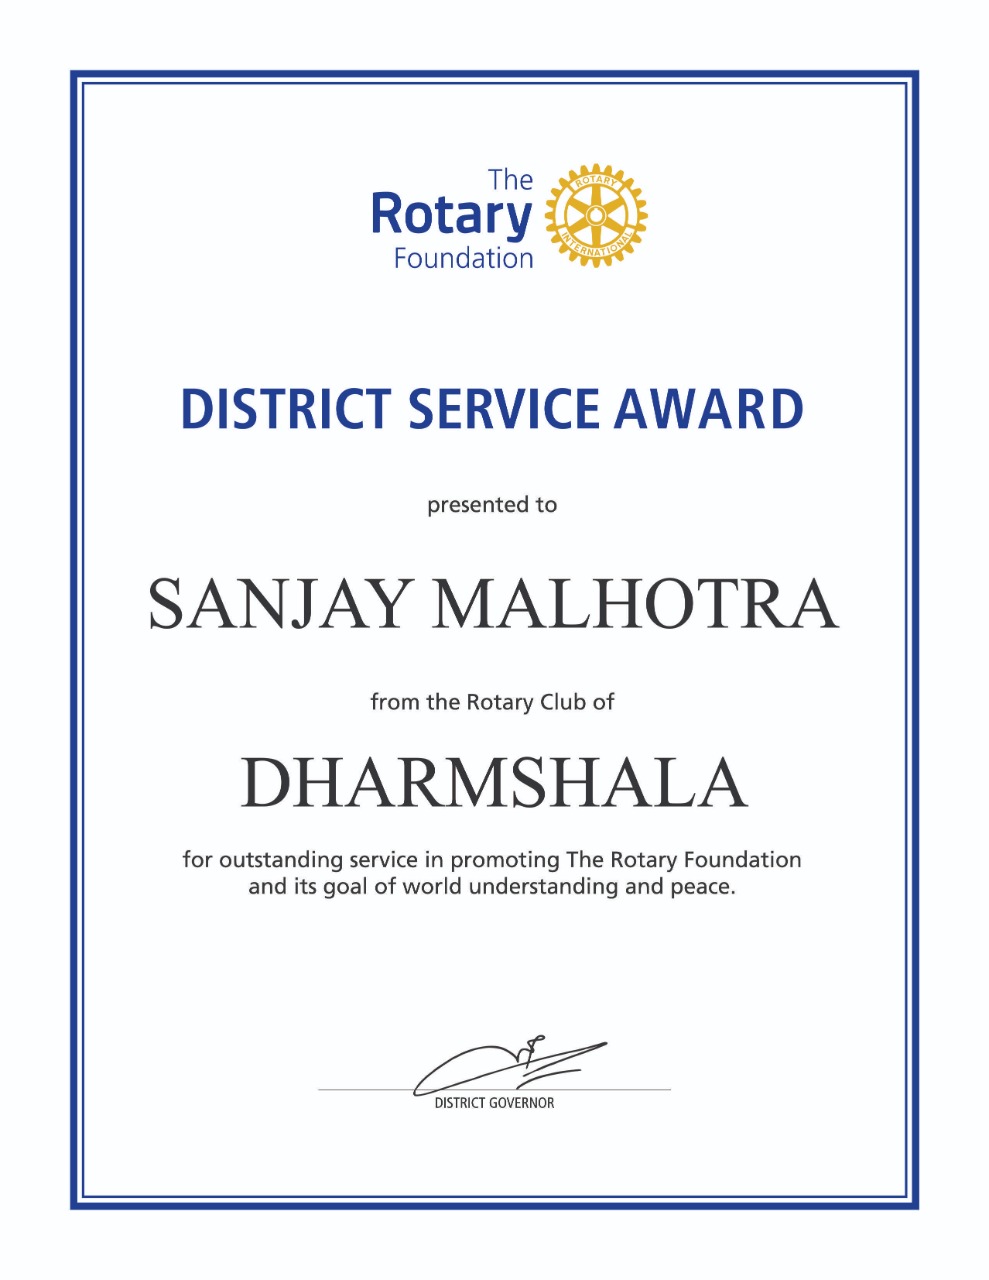 The
Rotary
Foundation
ROTARY
INTERNATIONAL
DISTRICT SERVICE AWARD
presented to
SANJAY MALHOTRA
from the Rotary Club of
DHARMSHALA
for outstanding service in promoting The Rotary Foundation
and its goal of world understanding and peace.
DISTRICT GOVERNOR